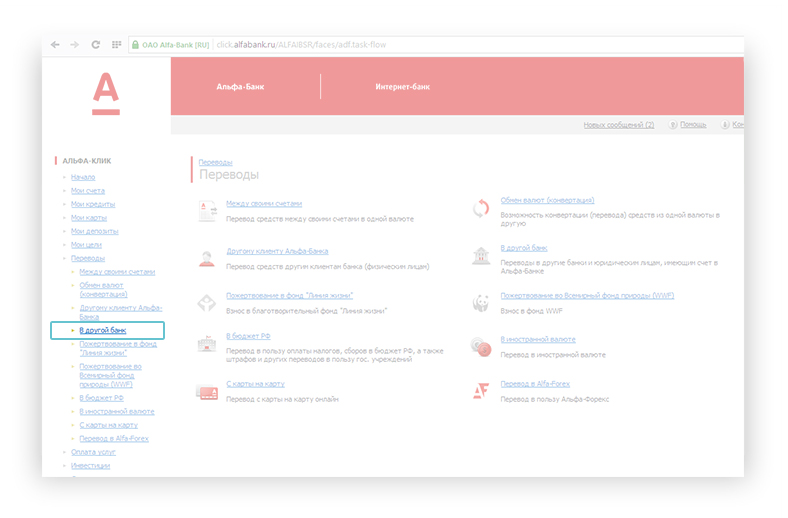 ОАО Alfa-Bank [RU]
click.alfabank.ru/ALFAIBSR/faces/adf.task-flow
А
Альфа-Банк
Интернет-банк
Новых сообщений (2)
Помощь
АЛЬФА-КЛИК
Начало
Мои счета
Мои кредиты
Мои карты
Мои депозиты
Мои цели
Переводы
Между своими счетами
Обмен валют
(конвертация)
Другому клиенту Альфа-
Банка
В другой банк
Пожертвование в фонд
"Линия жизни"
Пожертвование во
Всемирный фонд
природы (WWF)
В бюджет РФ
В иностранной валюте
С карты на карту
Перевод в Alfa-Forex
Оплата услуг
Инвестиции
Переводы
Переводы
Между своими счетами
Перевод средств между своими счетами в одной валюте
Обмен валют (конвертация)
Возможность конвертации (перевода) средств из одной валюты в
другую
Другому клиенту Альфа-Банка
Перевод средств другим клиентам банка (физическим лицам)
В другой банк
Переводы в другие банки и юридическим лицам, имеющим счет в
Альфа-Банке
Пожертвование в фонд "Линия жизни"
Взнос в благотворительный фонд "Линия жизни"
Пожертвование во Всемирный фонд природы (WWF)
Взнос в фонд WWF
В бюджет РФ
Перевод в пользу оплаты налогов, сборов в бюджет РФ, а также
штрафов и других переводов в пользу гос. учреждений
В иностранной валюте
Перевод в иностранной валюте
С карты на карту
Перевод с карты на карту онлайн
Перевод в Alfa-Forex
Перевод в пользу Альфа-Форекс